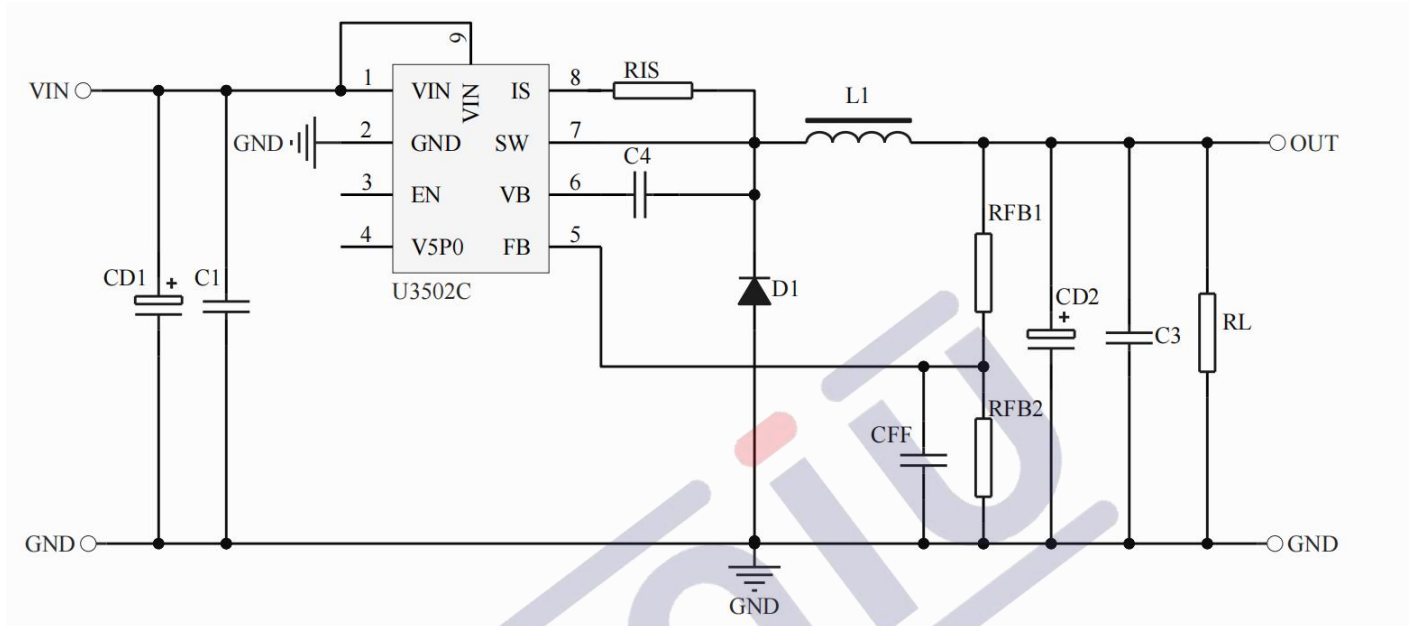 9
VIN
1
VIN
VIN
IS
8
RIS
L1
GND
2
GND
SW
7
OUT
C4
3
EN
VB
6
RFB1
4
V5P0
FB
5
CD1
+
C1
U3502C
D1
CD2
+
C3
RL
RFB2
CFF
GND
GND
GND